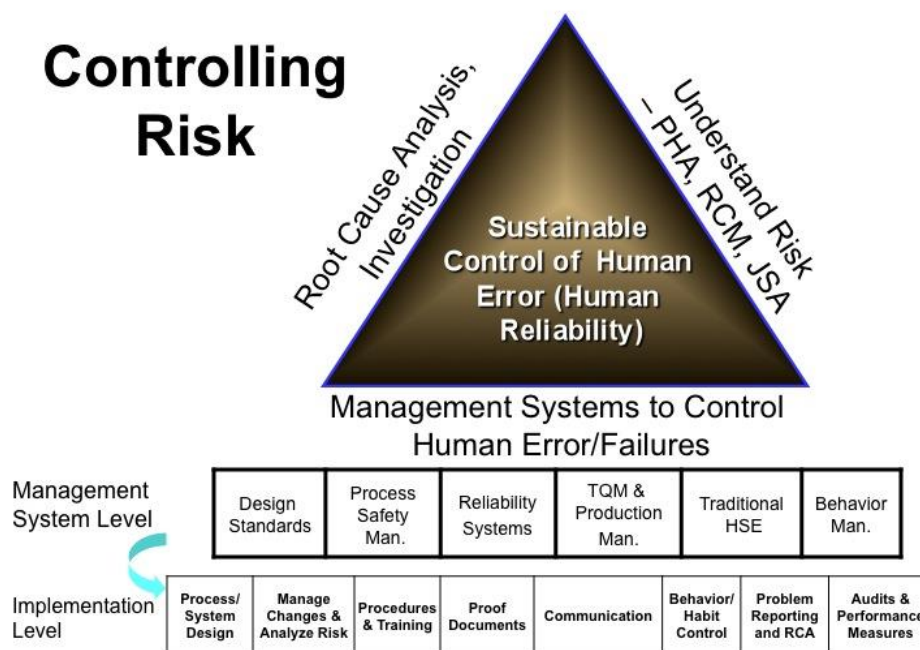 Controlling
Risk
Root Cause Analysis,
Investigation
Understand Risk
– PHA, RCM, JSA
Sustainable
Control of Human
Error (Human
Reliability)
Management Systems to Control
Human Error/Failures
Management
System Level
Design
Standards
Process
Safety
Man.
Reliability
Systems
TQM &
Production
Man.
Traditional
HSE
Behavior
Man.
Implementation
Level
Process/
System
Design
Manage
Changes &
Analyze Risk
Procedures
& Training
Proof
Documents
Communication
Behavior/
Habit
Control
Problem
Reporting
and RCA
Audits &
Performance
Measures